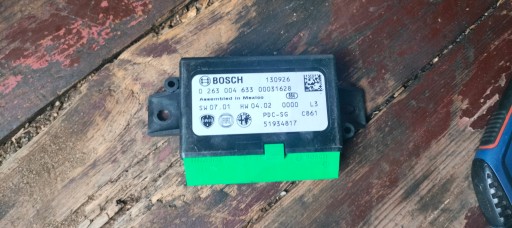 BOSCH 130926
0 263 004 633 00031628
Assembled in Mexico
SW 07.01 HW 04.02 0000 L3
PDC-SG C861
51934817